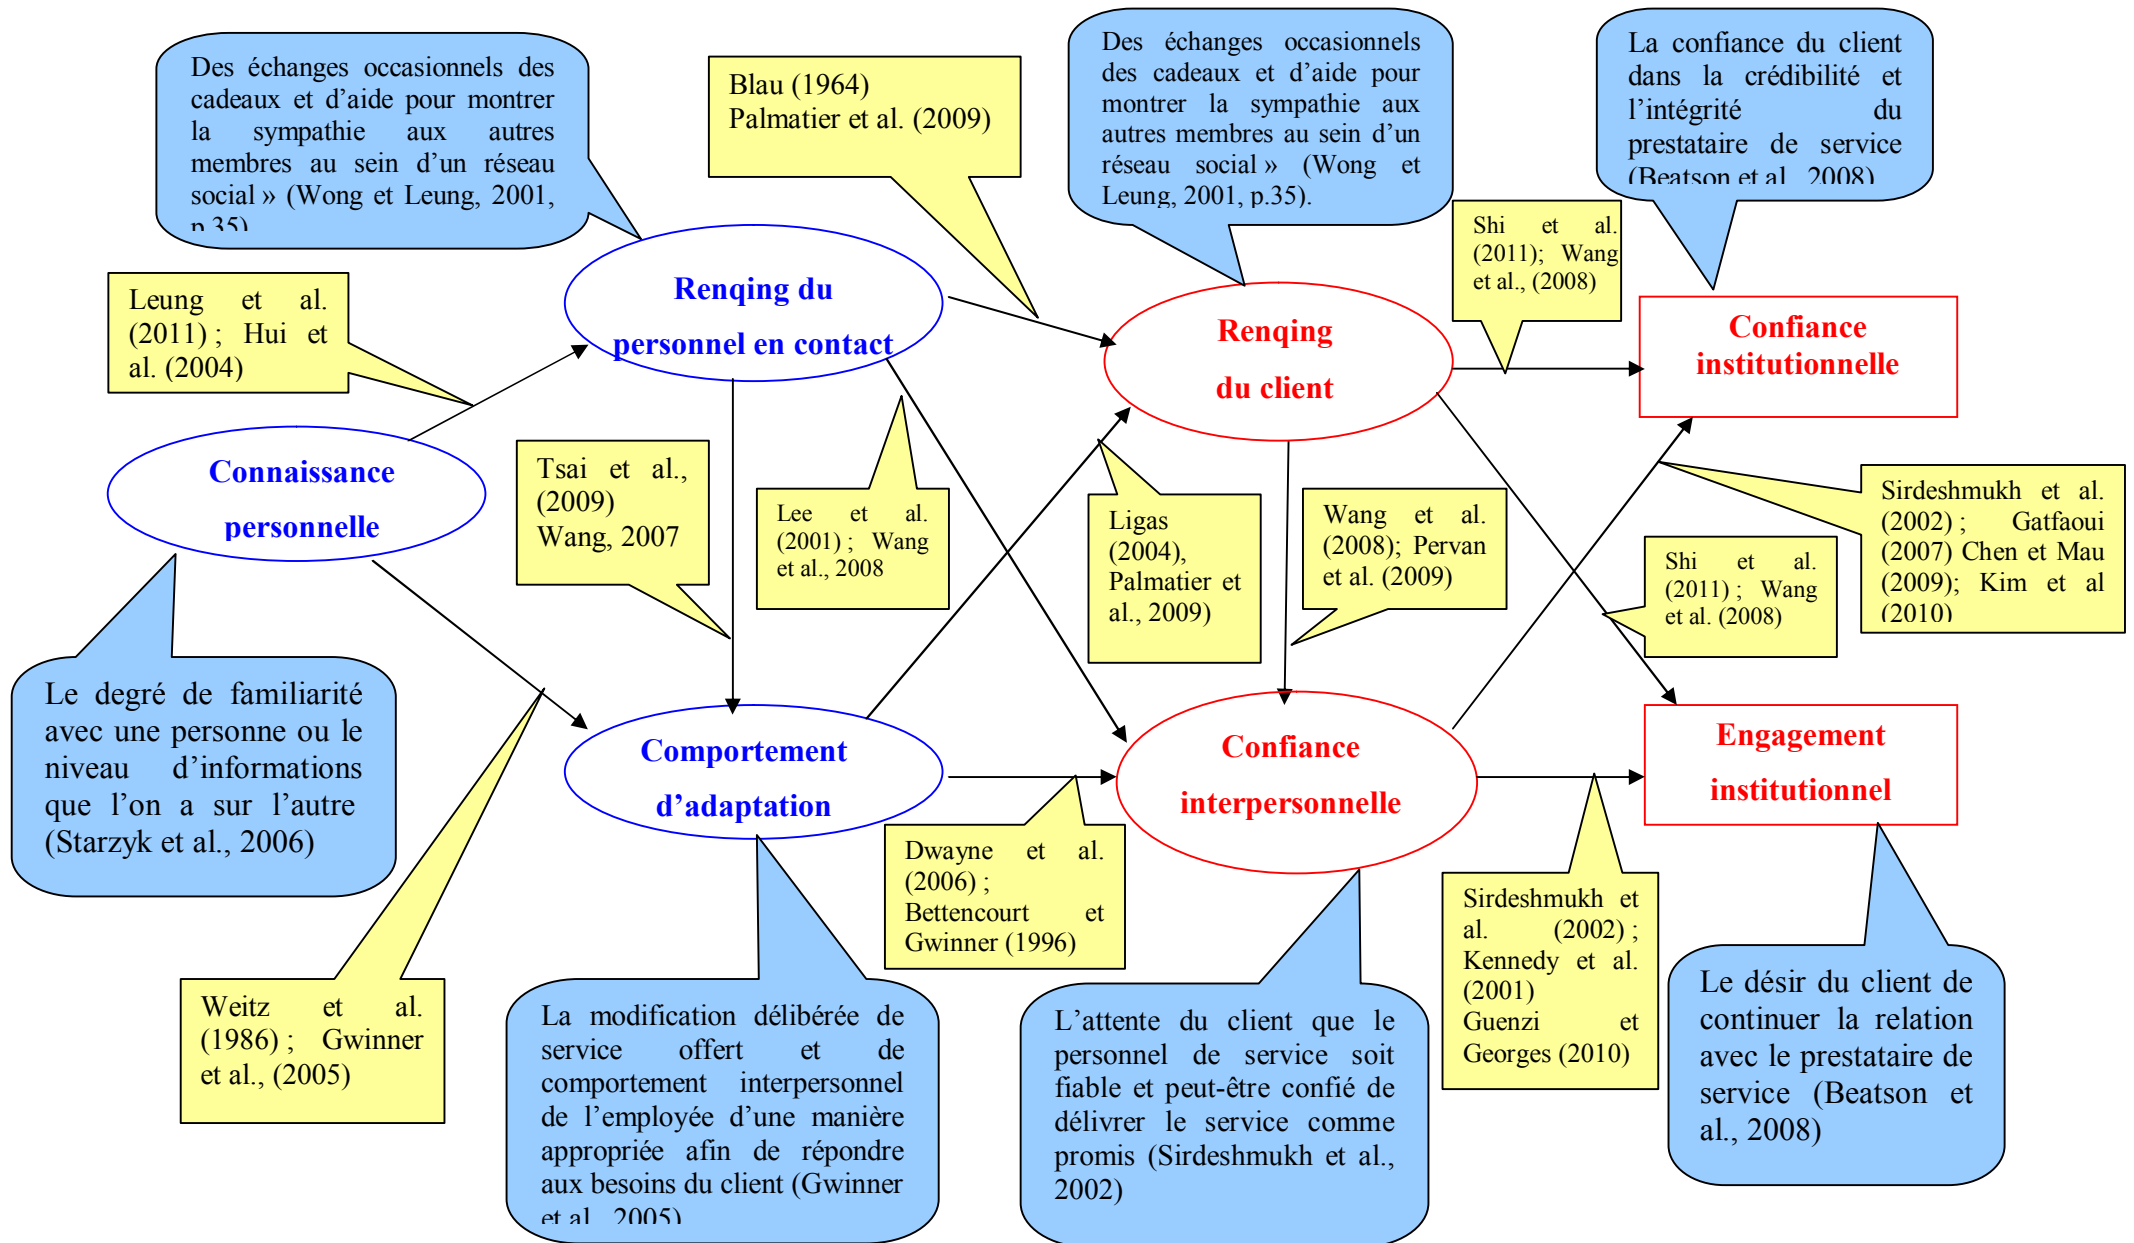 Des échanges occasionnels des
cadeaux et d'aide pour montrer
la sympathie aux autres
membres au sein d'un réseau
social » (Wong et Leung, 2001,
p.35)
Blau (1964)
Palmatier et al. (2009)
Des échanges occasionnels
des cadeaux et d'aide pour
montrer la sympathie aux
autres membres au sein d'un
réseau social » (Wong et
Leung, 2001, p.35).
La confiance du client
dans la crédibilité et
l'intégrité du
prestataire de service
(Beatson et al., 2008)
Leung et al.
(2011) ; Hui et
al. (2004)
Renqing du
personnel en contact
Renqing
du client
Shi et al.
(2011); Wang
et al., (2008)
Confiance
institutionnelle
Connaissance
personnelle
Tsai et al.,
(2009)
Wang, 2007
Lee et al.
(2001) ; Wang
et al., 2008
Ligas
(2004),
Palmatier et
al., 2009)
Wang et al.
(2008); Pervan
et al. (2009)
Shi et al.
(2011) ; Wang
et al. (2008)
Sirdeshmukh et al.
(2002) ; Gatfaoui
(2007) Chen et Mau
(2009); Kim et al
(2010)
Le degré de familiarité
avec une personne ou le
niveau d'informations
que l'on a sur l'autre
(Starzyk et al., 2006)
Comportement
d'adaptation
Confiance
interpersonnelle
Engagement
institutionnel
Weitz et al.
(1986) ; Gwinner
et al., (2005)
Dwayne et al.
(2006) ;
Bettencourt et
Gwinner (1996)
Sirdeshmukh et
al. (2002) ;
Kennedy et al.
(2001)
Guenzi et
Georges (2010)
La modification délibérée de
service offert et de
comportement interpersonnel
de l'employée d'une manière
appropriée afin de répondre
aux besoins du client (Gwinner
et al., 2005)
L'attente du client que le
personnel de service soit
fiable et peut-être confié de
délivrer le service comme
promis (Sirdeshmukh et al.,
2002)
Le désir du client de
continuer la relation
avec le prestataire de
service (Beatson et
al., 2008)